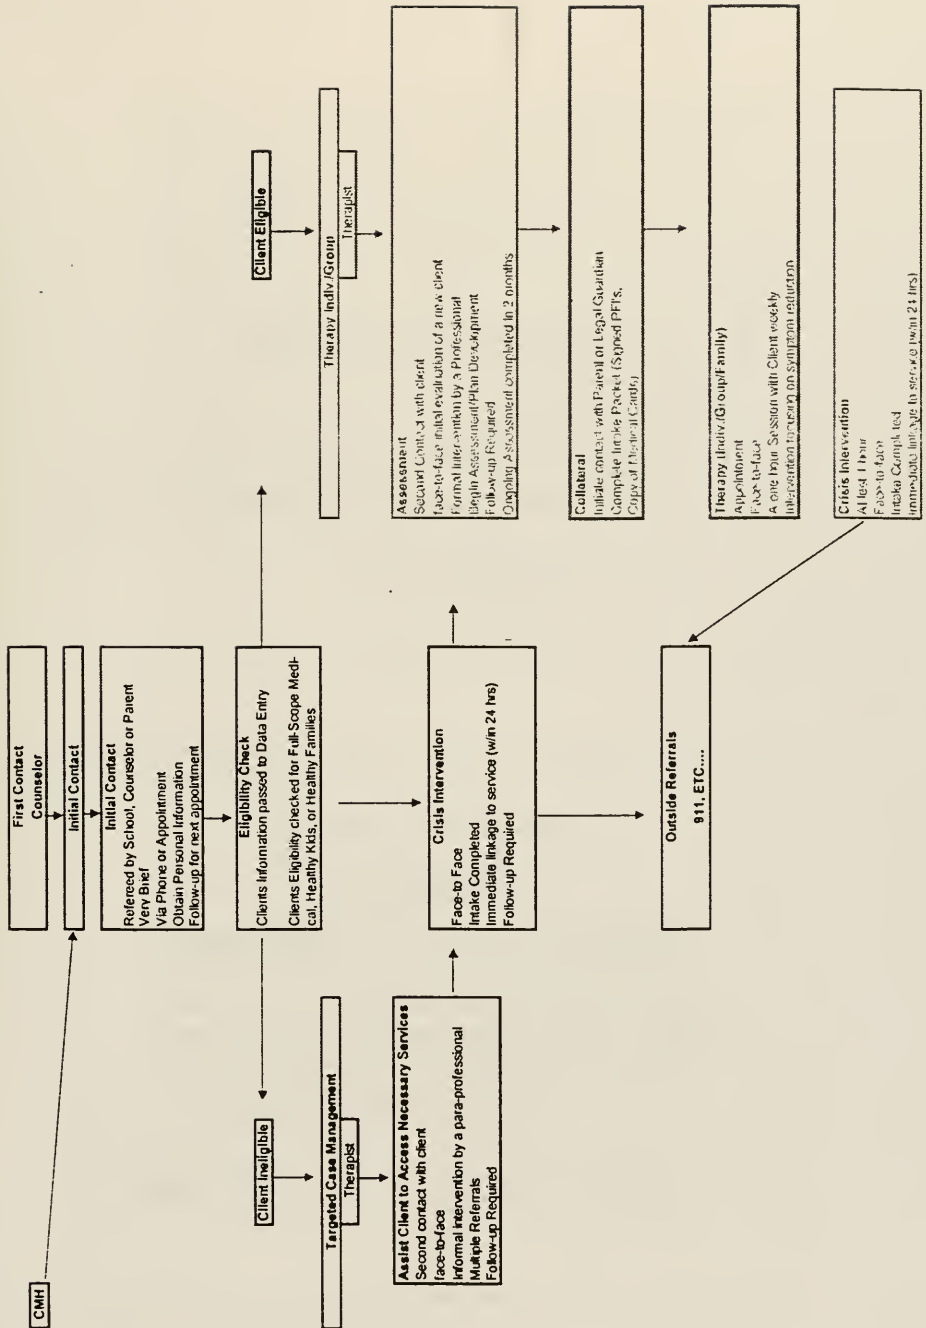 CMH
First Contact
Counselor
Initial Contact
Initial Contact
Refereed by School, Counselor or Parent
Very Brief
Via Phone or Appointment
Obtain Personal Information
Follow-up for next appointment
Eligibility Check
Clients Information passed to Data Entry
Clients Eligibility checked for Full-Scope Medi-
cal, Healthy Kids, or Healthy Families
Client Ineligible
Targeted Case Management
Therapist
Assist Client to Access Necessary Services
Second contact with client
face-to-face
Informal intervention by a para-professional
Multiple Referrals
Follow-up Required
Crisis Intervention
Face-to Face
Intake Completed
Immediate linkage to service (w/in 24 hrs)
Follow-up Required
Outside Referrals
911, ETC....
Client Eligible
Therapy Indiv./Group
Therapist
Assessment
Second Contact with client
face-to-face initial evaluation of a new client
Formal Intervention by a Professional
Begin Assessment/Plan Development
Follow-up Required
Ongoing Assessment completed in 2 months
Collateral
Initiate contact with Parent or Legal Guardian
Complete Intake Packet (Signed PFI's,
Copy of Medical Cards)
Therapy (Indiv./Group/Family)
Appointment
Face-to-face
A one hour Session with Client weekly
Intervention focusing on symptom reduction
Crisis Intervention
At lest 1 hour
Face-to-face
Intake Completed
Immediate linkage to service (w/in 24 hrs)